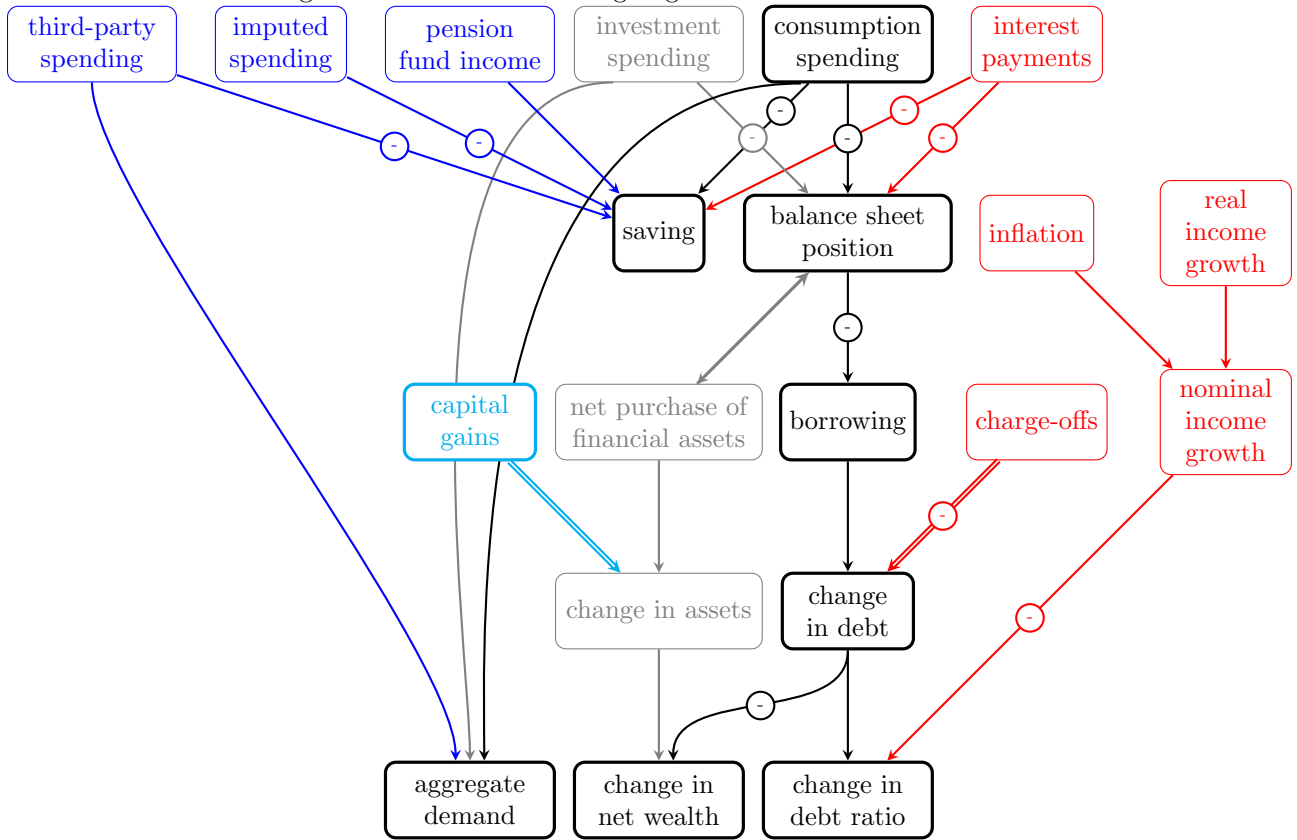 third-party
spending
imputed
spending
pension
fund income
investment
spending
consumption
spending
interest
payments
-
-
-
-
-
-
-
saving
balance sheet
position
inflation
real
income
growth
-
capital
gains
net purchase of
financial assets
borrowing
charge-offs
nominal
income
growth
-
change in assets
change
in debt
-
-
aggregate
demand
change in
net wealth
change in
debt ratio